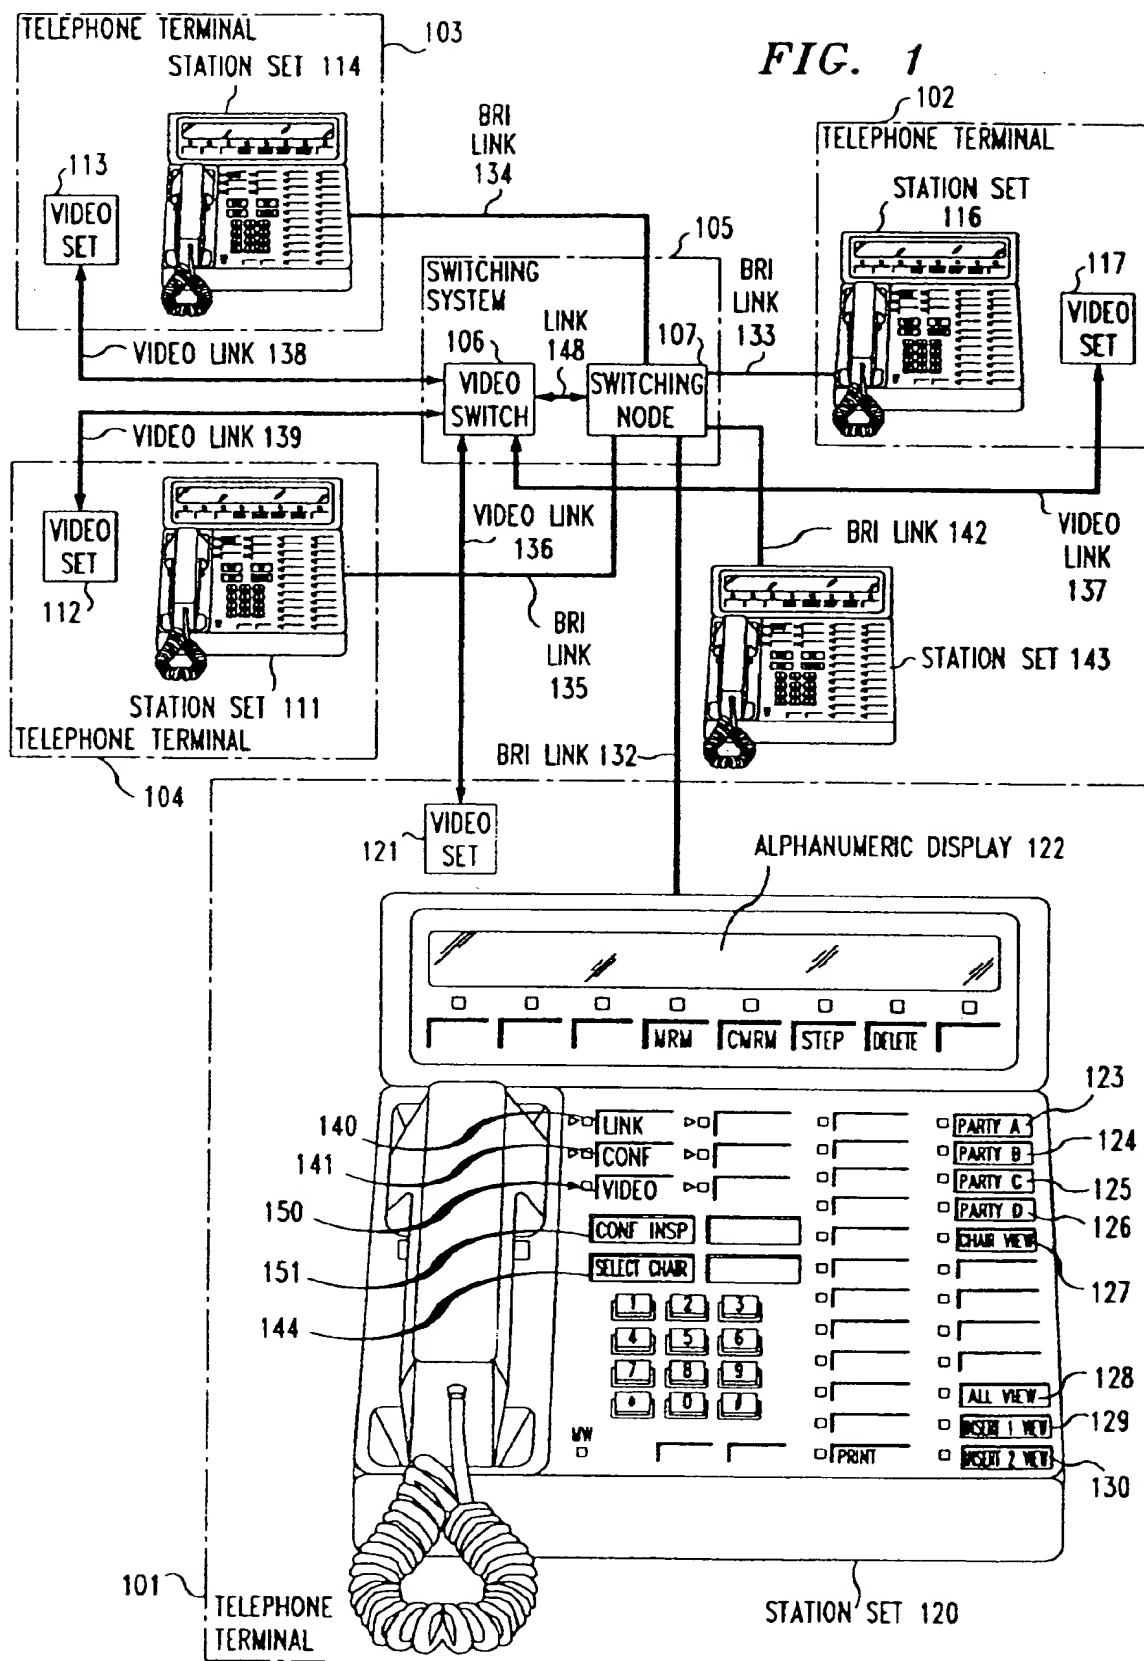 FIG. 1
TELEPHONE TERMINAL
103
STATION SET 114
113
VIDEO
SET
BRI
LINK
134
102
TELEPHONE TERMINAL
STATION SET
116
117
VIDEO
SET
105
SWITCHING
SYSTEM
106
VIDEO
SWITCH
LINK
148
107
SWITCHING
NODE
BRI
LINK
133
VIDEO LINK 138
VIDEO LINK 139
VIDEO
SET
112
STATION SET 111
TELEPHONE TERMINAL
104
VIDEO LINK
136
BRI
LINK
135
BRI LINK 142
VIDEO
LINK
137
STATION SET 143
BRI LINK 132
121
VIDEO
SET
ALPHANUMERIC DISPLAY 122
MRM
CMRM
STEP
DELETE
140
LINK
141
CONF
150
VIDEO
151
CONF INSP
144
SELECT CHAIR
PARTY A
123
PARTY B
124
PARTY C
125
PARTY D
126
CHAIR VIEW
127
1 2 3
4 5 6
7 8 9
* 0 #
ALL VIEW
128
INSERT 1 VIEW
129
INSERT 2 VIEW
130
MW
PRINT
101
TELEPHONE
TERMINAL
STATION SET 120